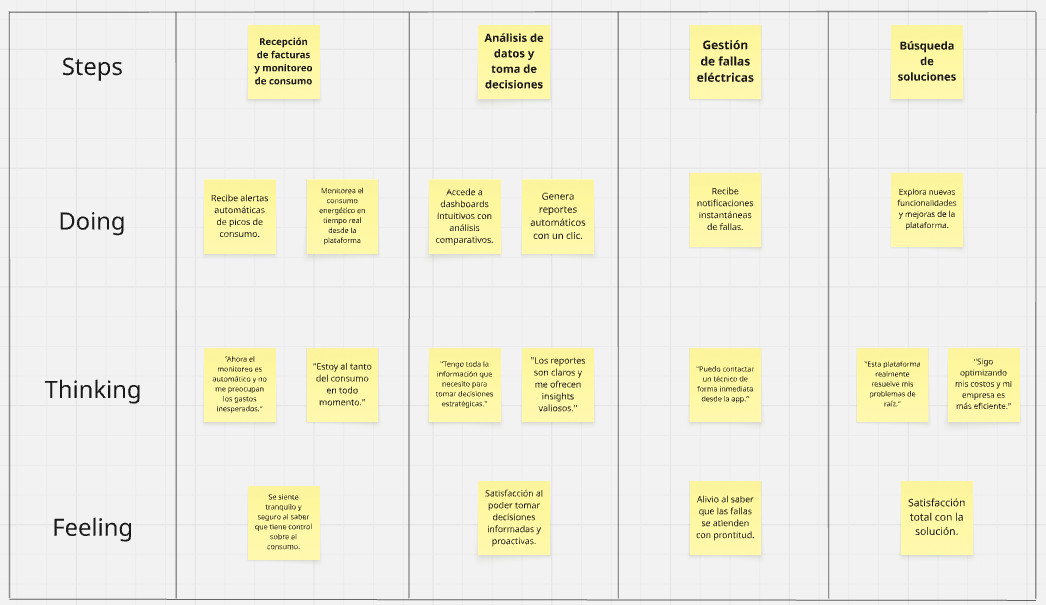 Steps
Recepción
de facturas
y monitoreo
de consumo
Análisis de
datos y
toma de
decisiones
Gestión
de fallas
eléctricas
Búsqueda
de
soluciones
Doing
Recibe alertas
automáticas
de picos de
consumo.
Monitorea el
consumo
energético en
tiempo real
desde la
plataforma
Accede a
dashboards
intuitivos con
análisis
comparativos.
Genera
reportes
automáticos
con un clic.
Recibe
notificaciones
instantáneas
de fallas.
Explora nuevas
funcionalidades
y mejoras de la
plataforma.
Thinking
"Ahora el
monitoreo es
automático y no
me preocupan
los gastos
inesperados."
"Estoy al tanto
del consumo
en todo
momento."
"Tengo toda la
información que
necesito para
tomar decisiones
estratégicas."
"Los reportes
son claros y
me ofrecen
insights
valiosos."
"Puedo contactar
un técnico de
forma inmediata
desde la app."
"Esta plataforma
realmente
resuelve mis
problemas de
raíz."
"Sigo
optimizando
mis costos y mi
empresa es
más eficiente."
Feeling
Se siente
tranquilo y
seguro al saber
que tiene control
sobre el
consumo.
Satisfacción al
poder tomar
decisiones
informadas y
proactivas.
Alivio al saber
que las fallas
se atienden
con prontitud.
Satisfacción
total con la
solución.